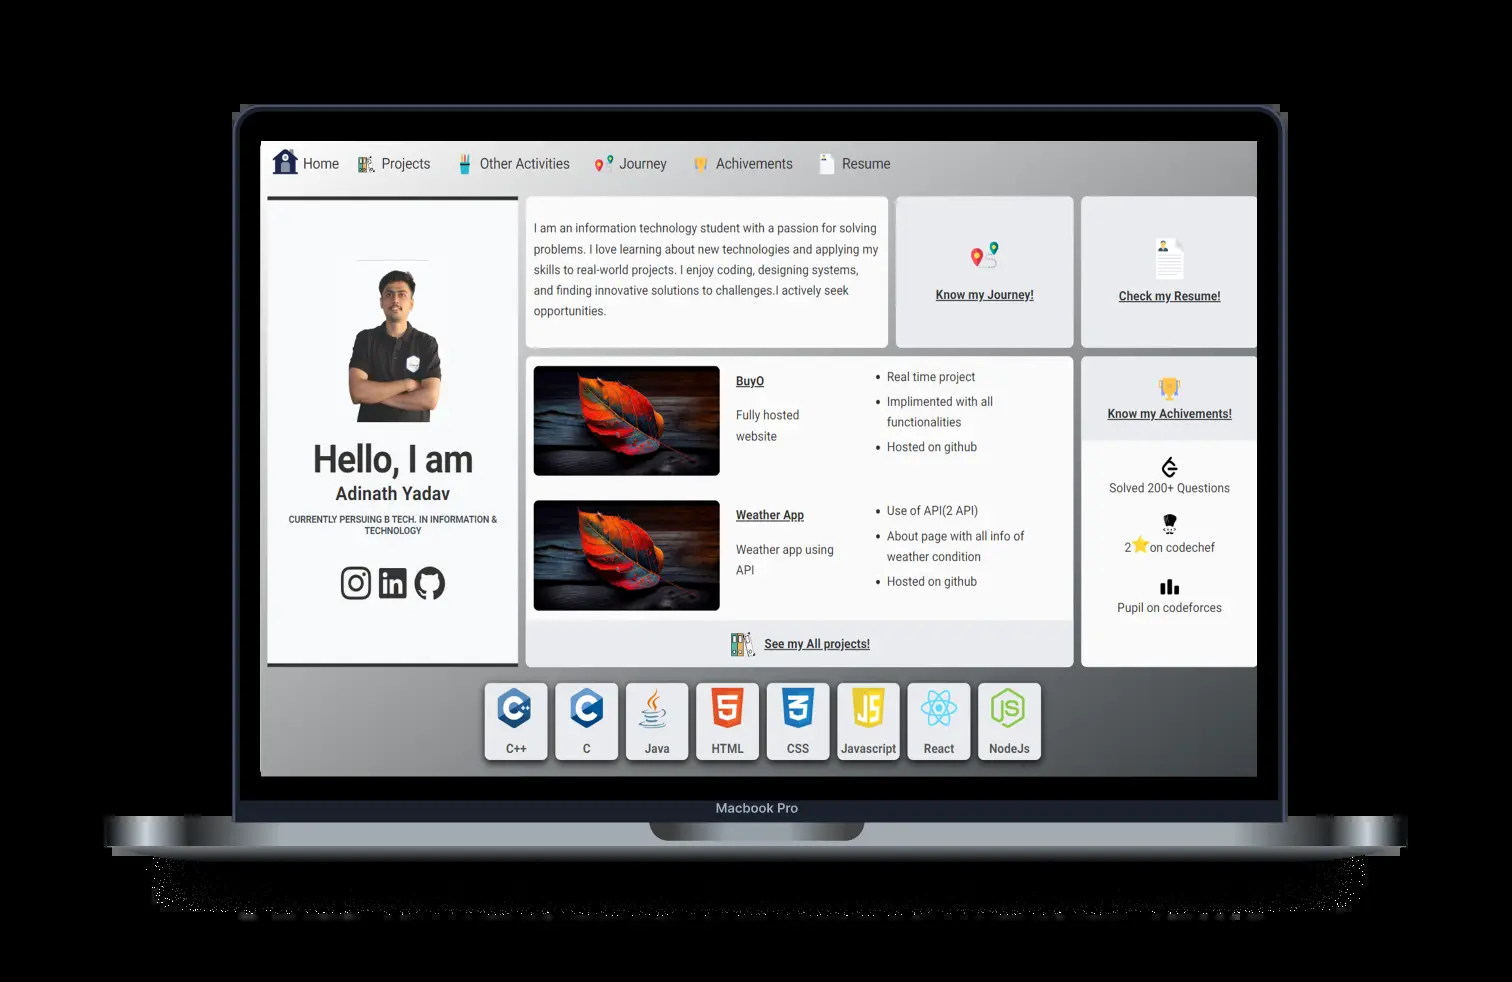 Home
Projects
Other Activities
Journey
Achivements
Resume
Hello, I am
Adinath Yadav
CURRENTLY PERSUING B TECH. IN INFORMATION &
TECHNOLOGY
I am an information technology student with a passion for solving
problems. I love learning about new technologies and applying my
skills to real-world projects. I enjoy coding, designing systems,
and finding innovative solutions to challenges.I actively seek
opportunities.
Know my Journey!
Check my Resume!
BuyO
Fully hosted
website
Real time project
Implimented with all
functionalities
Hosted on github
Weather App
Weather app using
API
Use of API(2 API)
About page with all info of
weather condition
Hosted on github
See my All projects!
Know my Achivements!
Solved 200+ Questions
2⭐on codechef
Pupil on codeforces
C++
C
Java
5
HTML
3
CSS
JS
Javascript
React
JS
NodeJs
Macbook Pro